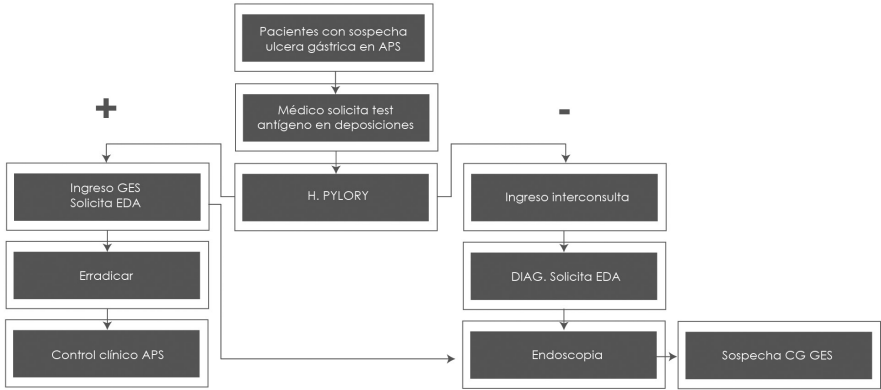 Pacientes con sospecha
ulcera gástrica en APS
+
Médico solicita test
antígeno en deposiciones
-
Ingreso GES
Solicita EDA
H. PYLORY
Ingreso interconsulta
Erradicar
DIAG. Solicita EDA
Control clínico APS
Endoscopia
Sospecha CG GES